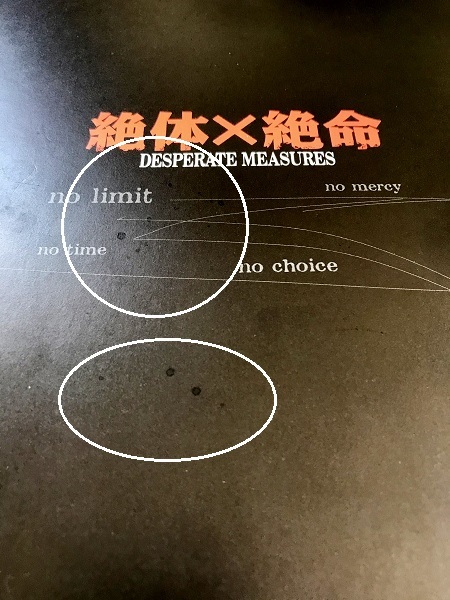 絶体×絶命
DESPERATE MEASURES
no limit
no mercy
no time
no choice